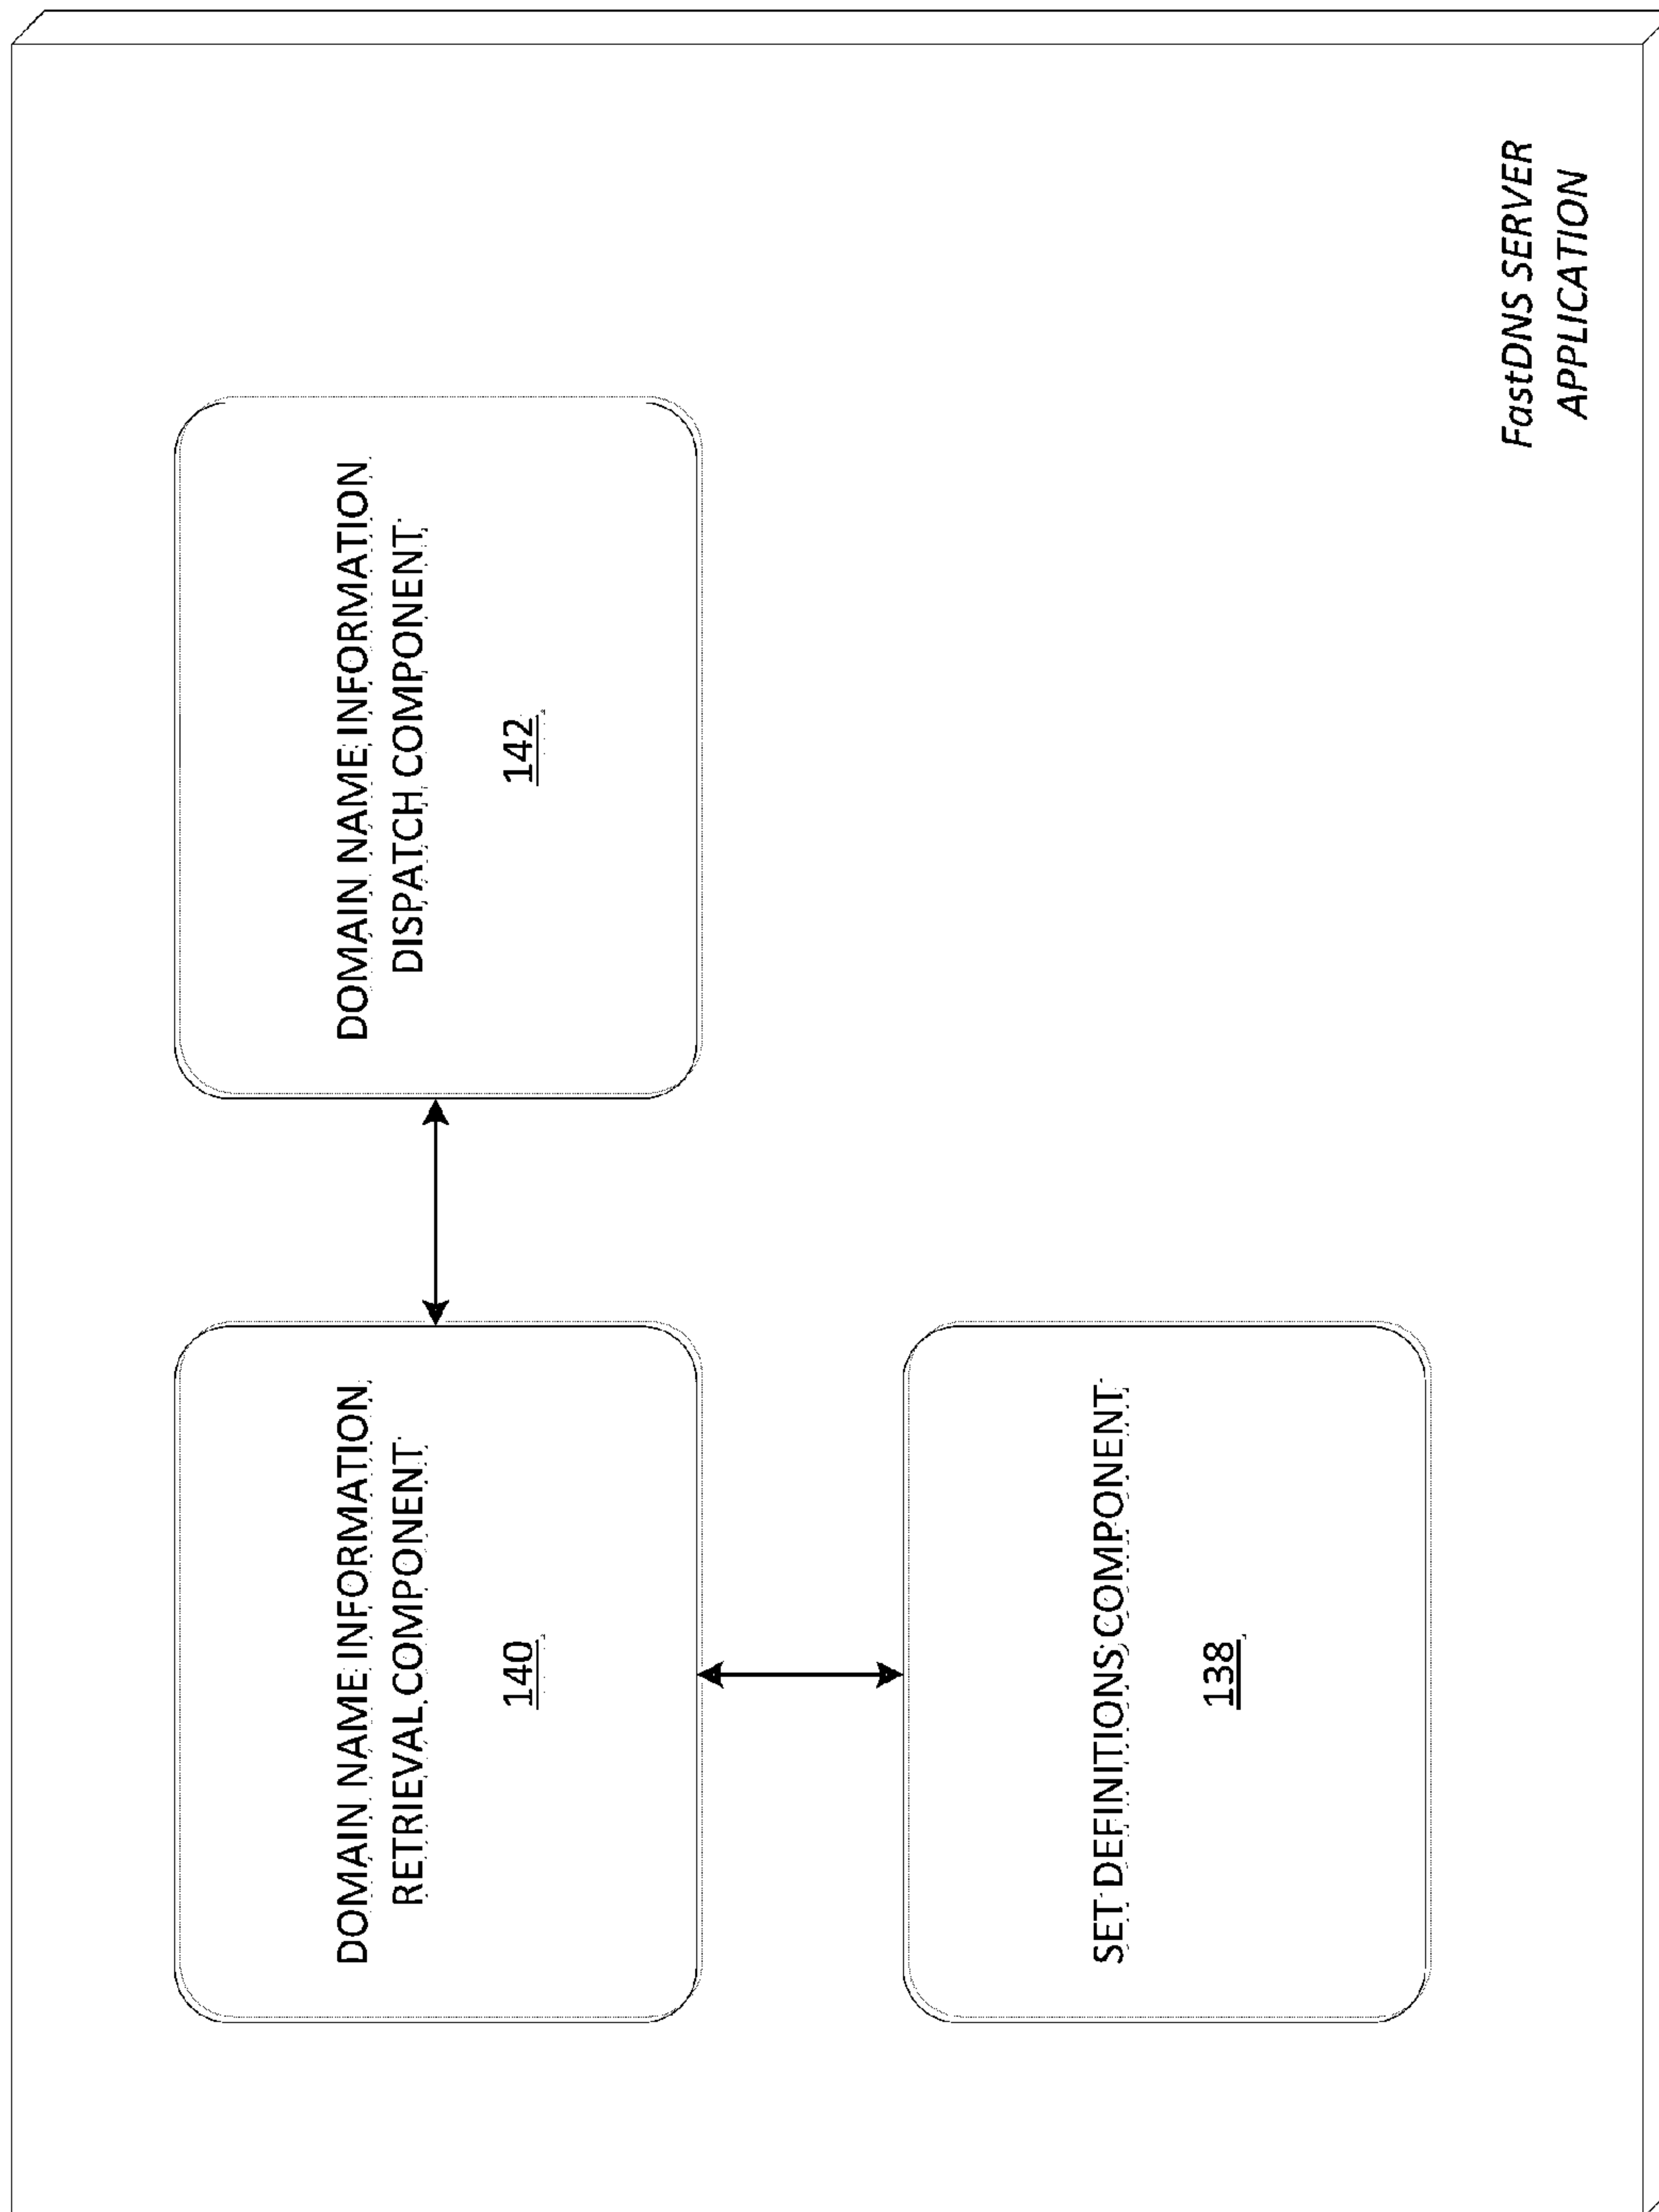 DOMAIN NAME INFORMATION
RETRIEVAL COMPONENT
140
DOMAIN NAME INFORMATION
DISPATCH COMPONENT
142
SET DEFINITIONS COMPONENT
138
FastDNS SERVER
APPLICATION